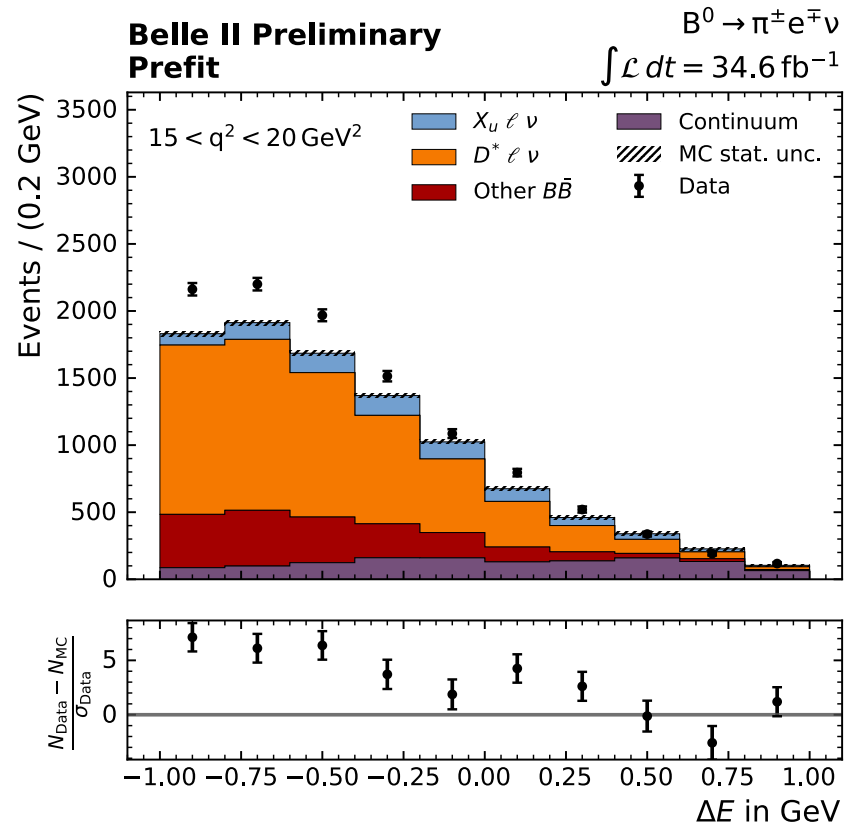 Belle II Preliminary
Prefit
B⁰ → π±e∓ν
∫ℒ dt = 34.6 fb⁻¹
15 < q² < 20 GeV²
X_u ℓ ν
D* ℓ ν
Other BB̄
Continuum
MC stat. unc.
Data
Events / (0.2 GeV)
3500
3000
2500
2000
1500
1000
500
0
(N_Data − N_MC) / σ_Data
5
0
−1.00 −0.75 −0.50 −0.25 0.00 0.25 0.50 0.75 1.00
ΔE in GeV